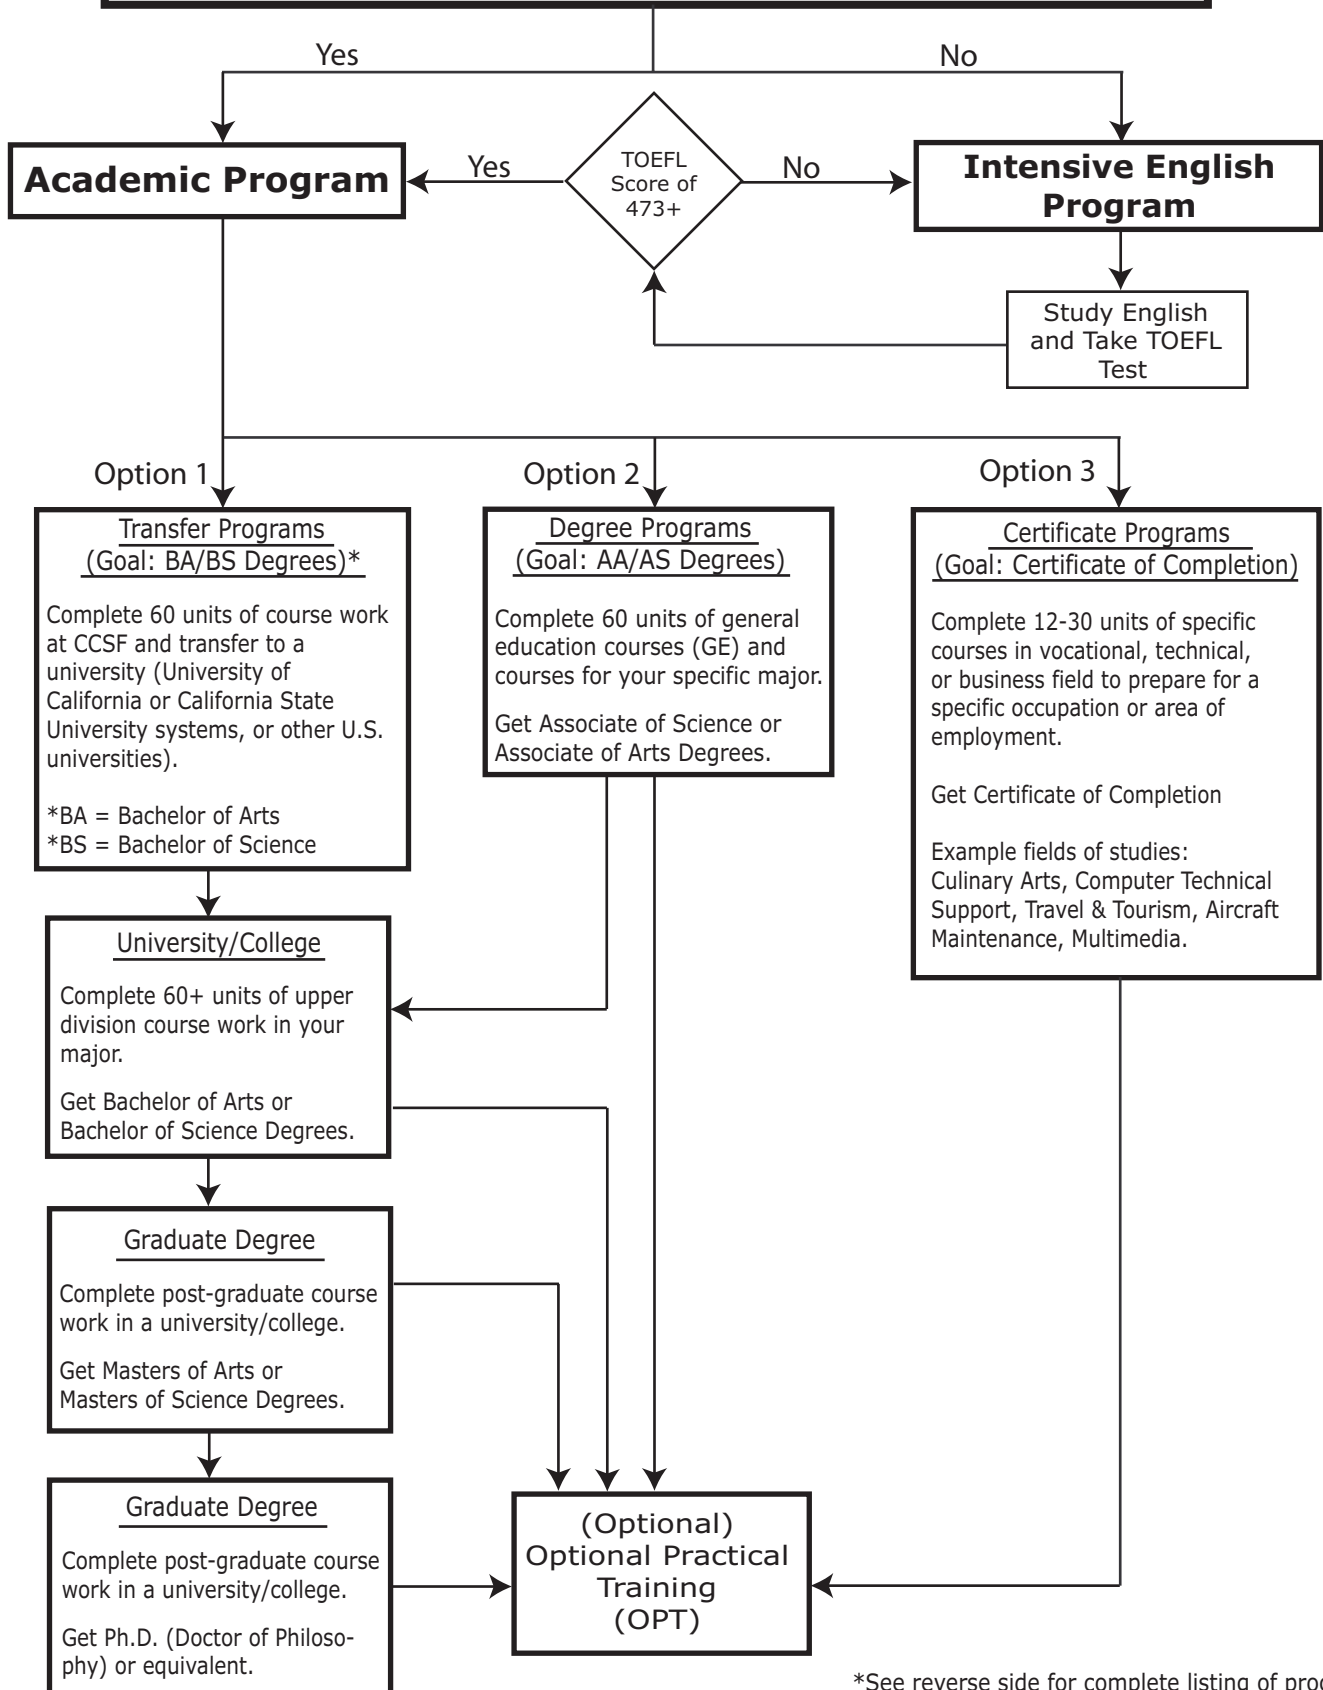 Yes
No
Academic Program
Yes
TOEFL
Score of
473+
No
Intensive English
Program
Study English
and Take TOEFL
Test
Option 1
Option 2
Option 3
Transfer Programs
(Goal: BA/BS Degrees)*
Complete 60 units of course work
at CCSF and transfer to a
university (University of
California or California State
University systems, or other U.S.
universities).
*BA = Bachelor of Arts
*BS = Bachelor of Science
Degree Programs
(Goal: AA/AS Degrees)
Complete 60 units of general
education courses (GE) and
courses for your specific major.
Get Associate of Science or
Associate of Arts Degrees.
Certificate Programs
(Goal: Certificate of Completion)
Complete 12-30 units of specific
courses in vocational, technical,
or business field to prepare for a
specific occupation or area of
employment.
Get Certificate of Completion
Example fields of studies:
Culinary Arts, Computer Technical
Support, Travel & Tourism, Aircraft
Maintenance, Multimedia.
University/College
Complete 60+ units of upper
division course work in your
major.
Get Bachelor of Arts or
Bachelor of Science Degrees.
Graduate Degree
Complete post-graduate course
work in a university/college.
Get Masters of Arts or
Masters of Science Degrees.
Graduate Degree
Complete post-graduate course
work in a university/college.
Get Ph.D. (Doctor of Philoso-
phy) or equivalent.
(Optional)
Optional Practical
Training
(OPT)
*See reverse side for complete listing of